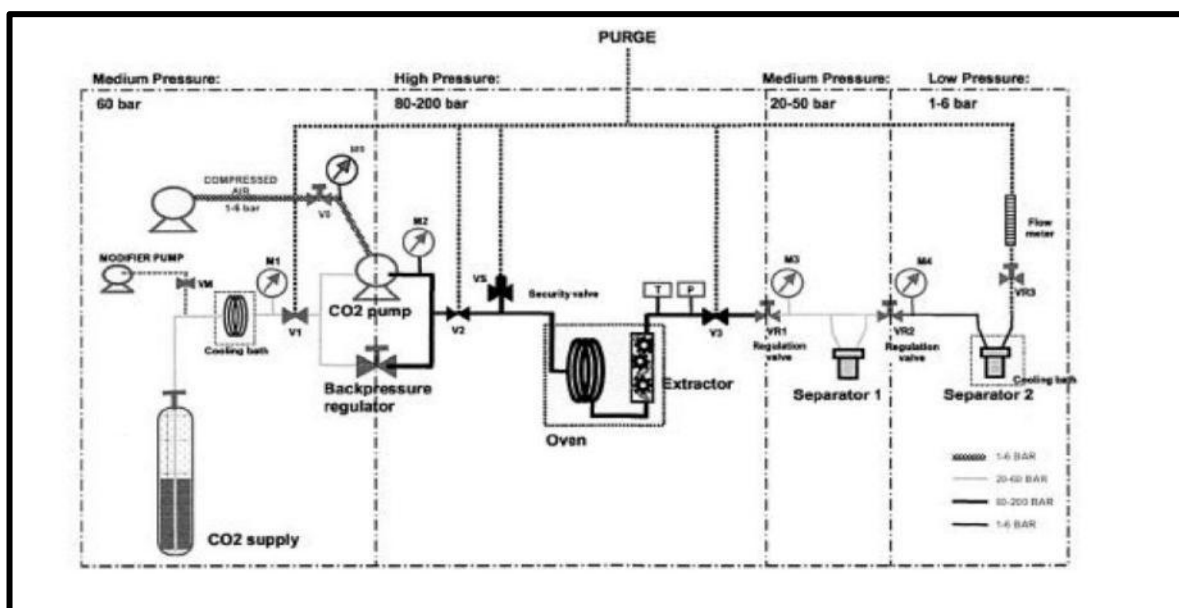 PURGE
Medium Pressure:
60 bar
High Pressure:
80-200 bar
Medium Pressure:
20-50 bar
Low Pressure:
1-6 bar
COMPRESSED
AIR
1-6 bar
V0
M0
MODIFIER PUMP
VM
M1
V1
Cooling bath
CO2 pump
M2
Backpressure
regulator
V2
VS
Security valve
T
P
V3
Oven
Extractor
M3
VR1
Regulation
valve
Separator 1
M4
VR2
Regulation
valve
Flow
meter
VR3
Cooling bath
Separator 2
CO2 supply
1-6 BAR
20-60 BAR
80-200 BAR
1-6 BAR